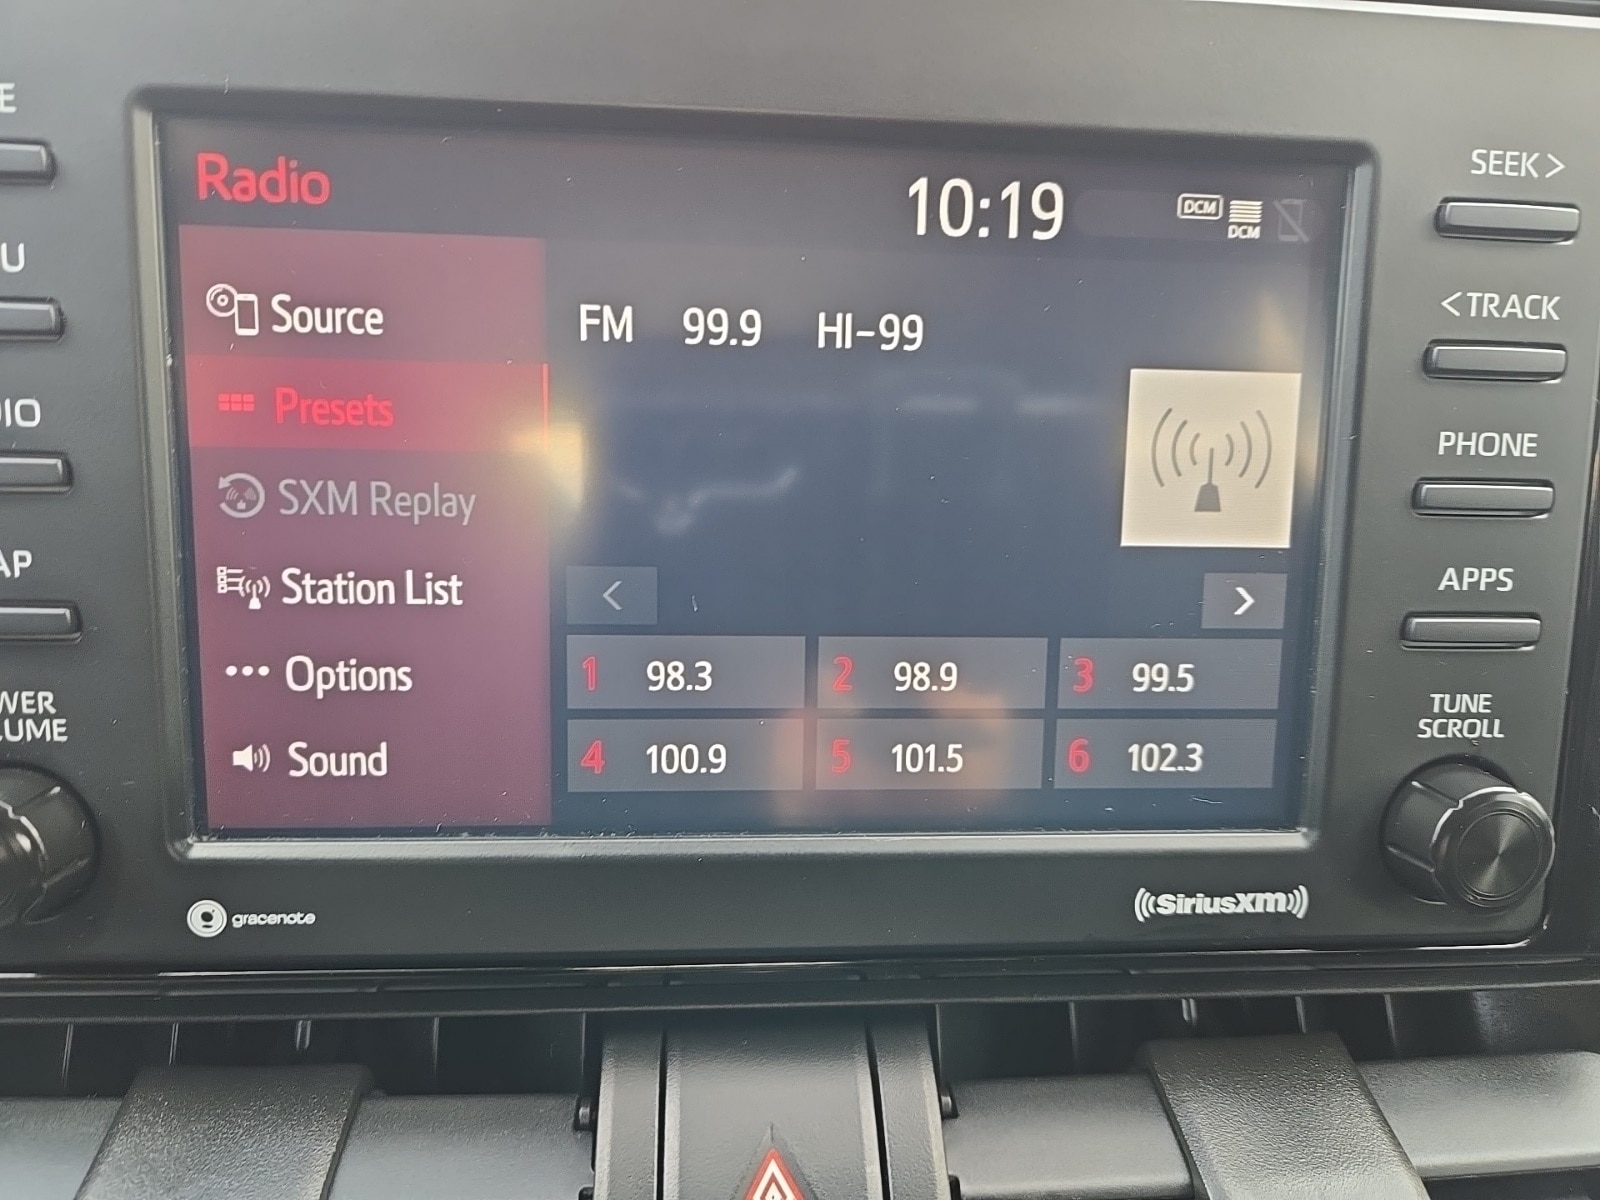 Radio
10:19
DCM
DCM
Source
Presets
SXM Replay
Station List
Options
Sound
FM 99.9 HI-99
<
>
1 98.3
2 98.9
3 99.5
4 100.9
5 101.5
6 102.3
SEEK >
< TRACK
PHONE
APPS
TUNE
SCROLL
gracenote
((SiriusXM))